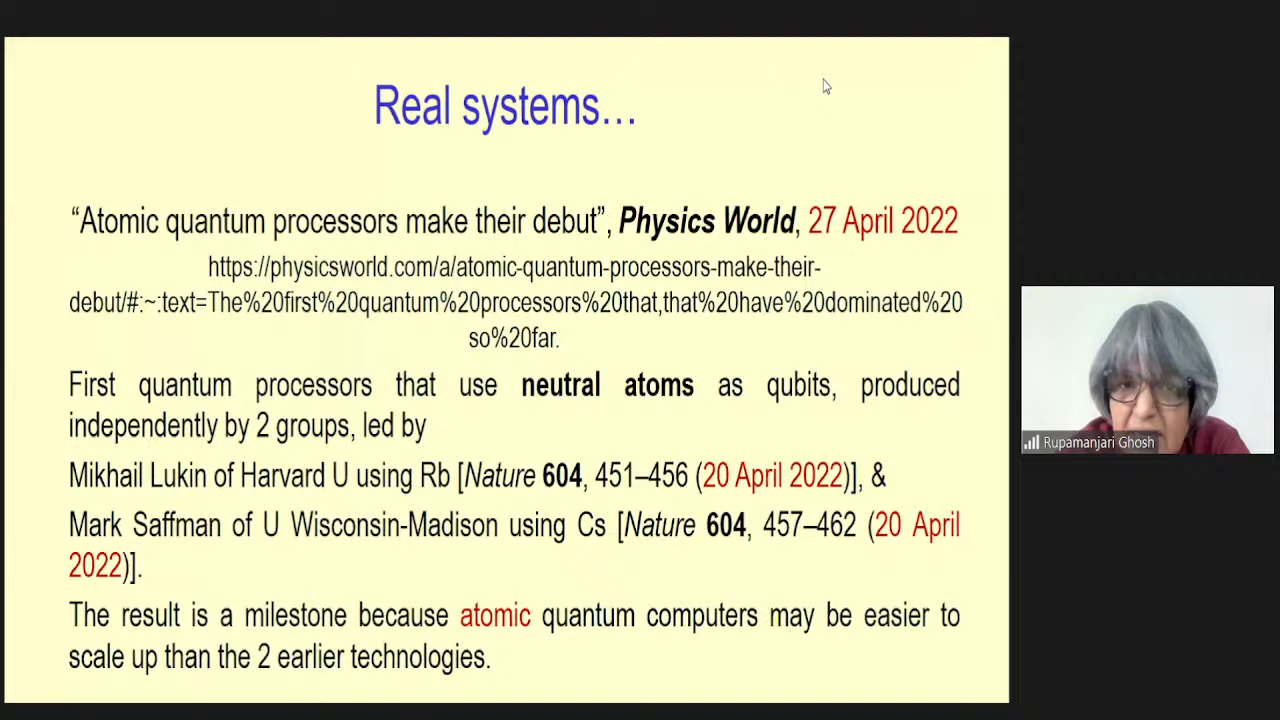 Real systems…
“Atomic quantum processors make their debut”, Physics World, 27 April 2022
https://physicsworld.com/a/atomic-quantum-processors-make-their-
debut/#:~:text=The%20first%20quantum%20processors%20that,that%20have%20dominated%20
so%20far.
First quantum processors that use neutral atoms as qubits, produced
independently by 2 groups, led by
Mikhail Lukin of Harvard U using Rb [Nature 604, 451–456 (20 April 2022)], &
Mark Saffman of U Wisconsin-Madison using Cs [Nature 604, 457–462 (20 April
2022)].
The result is a milestone because atomic quantum computers may be easier to
scale up than the 2 earlier technologies.
Rupamanjari Ghosh